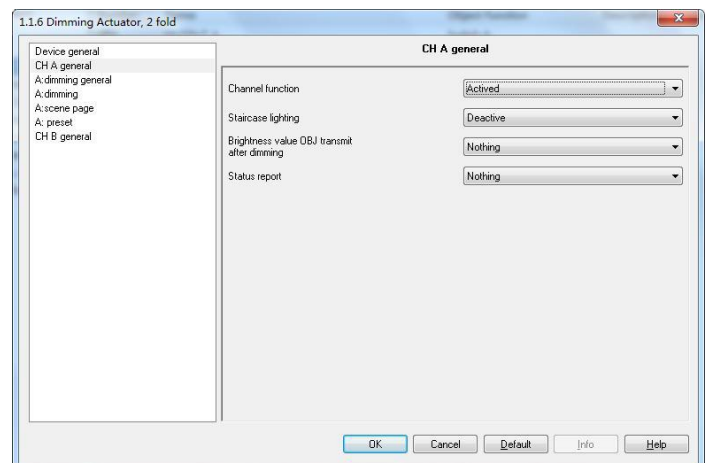 1.1.6 Dimming Actuator, 2 fold
Device general
CH A general
A:dimming general
A:dimming
A:scene page
A: preset
CH B general
CH A general
Channel function
Actived
Staircase lighting
Deactive
Brightness value OBJ transmit
after dimming
Nothing
Status report
Nothing
OK
Cancel
Default
Info
Help